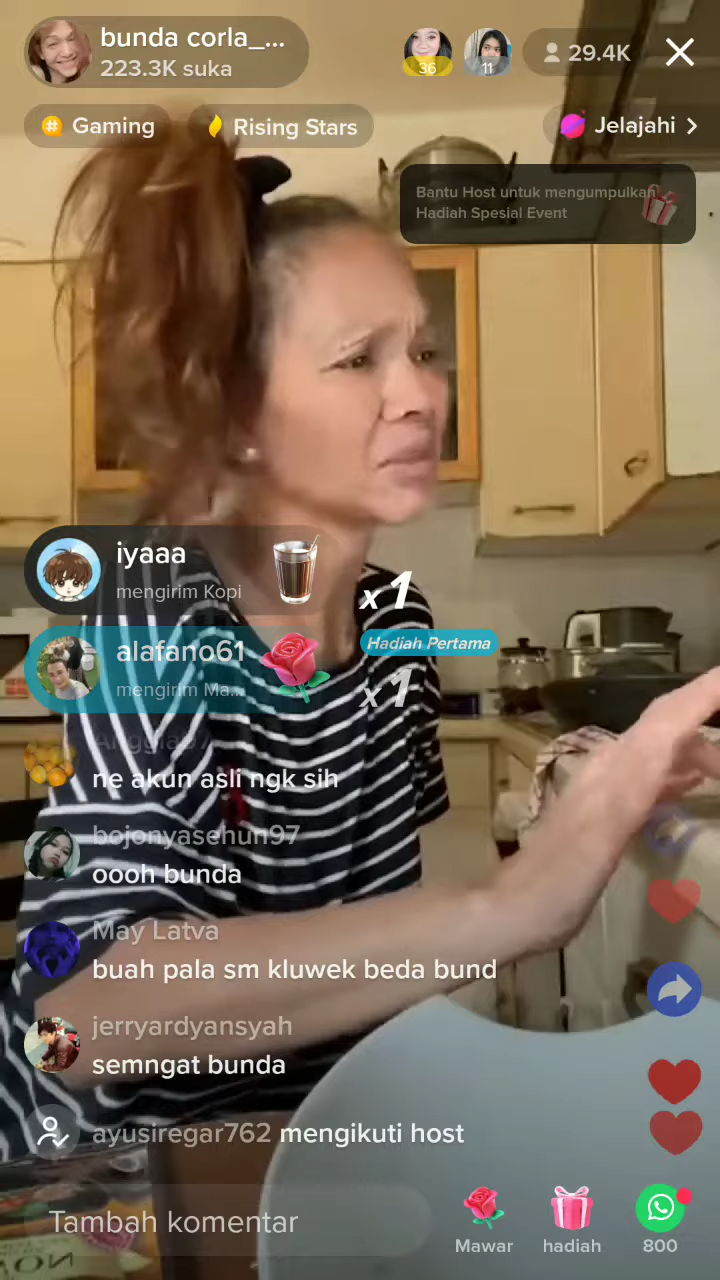 bunda corla_...
223.3K suka
36
11
29.4K
Gaming
Rising Stars
Jelajahi
Bantu Host untuk mengumpulkan
Hadiah Spesial Event
iyaaa
mengirim Kopi
x1
alafano61
mengirim Ma...
Hadiah Pertama
x1
ne akun asli ngk sih
bojonyasehun97
oooh bunda
May Latva
buah pala sm kluwek beda bund
jerryardyansyah
semngat bunda
ayusiregar762 mengikuti host
Tambah komentar
Mawar
hadiah
800